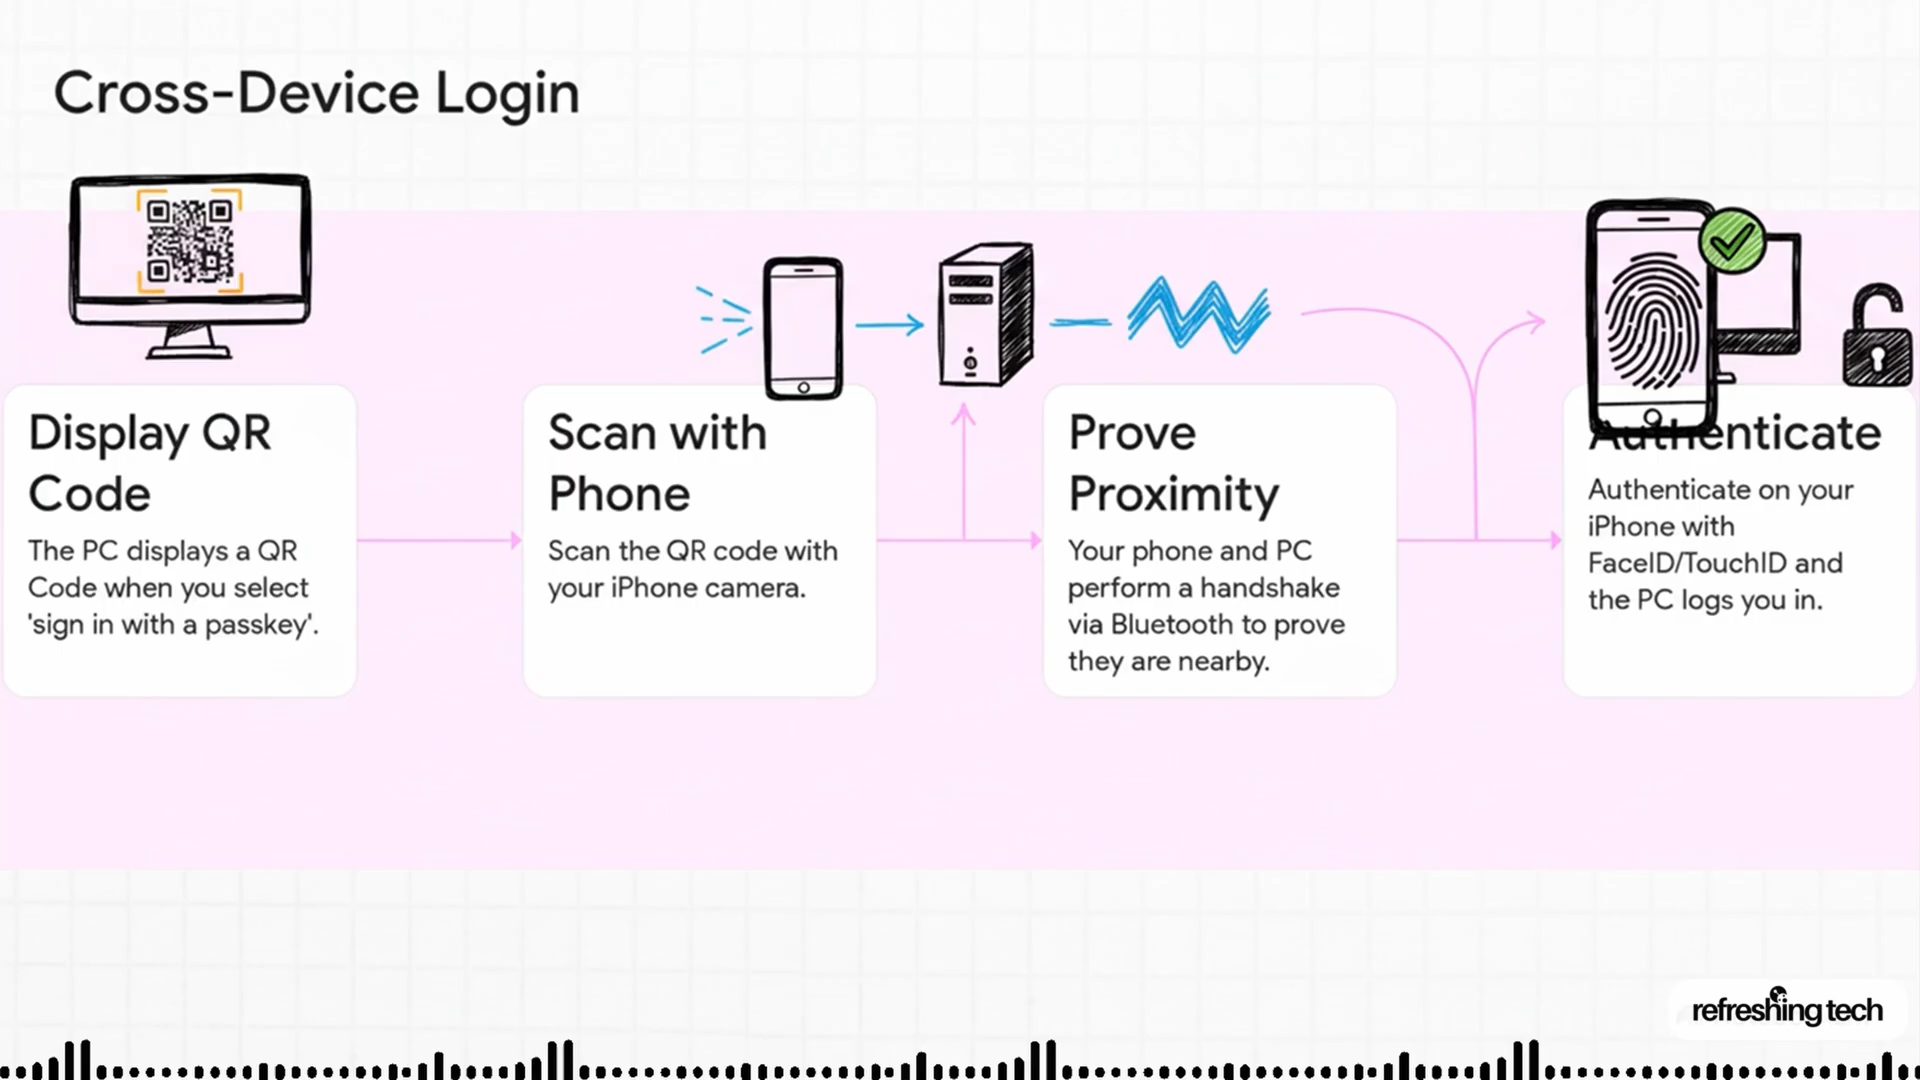 Cross-Device Login
Display QR
Code
The PC displays a QR
Code when you select
'sign in with a passkey'.
Scan with
Phone
Scan the QR code with
your iPhone camera.
Prove
Proximity
Your phone and PC
perform a handshake
via Bluetooth to prove
they are nearby.
Authenticate
Authenticate on your
iPhone with
FaceID/TouchID and
the PC logs you in.
refreshing tech